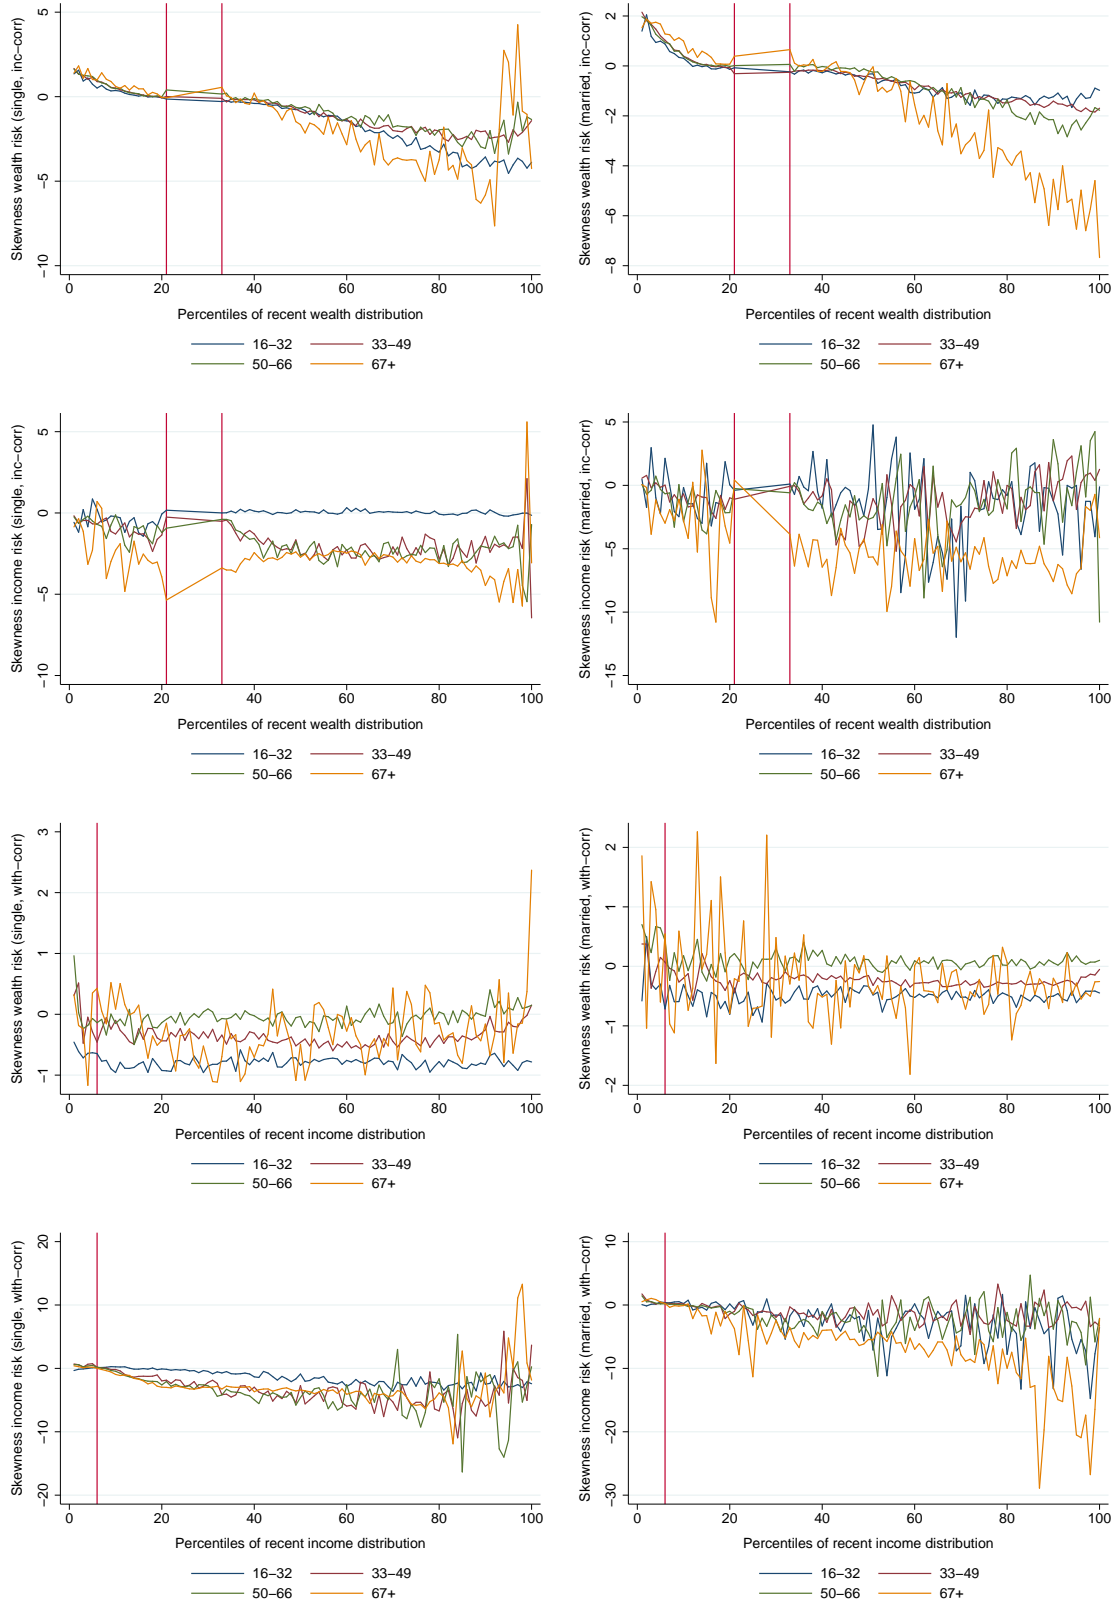 Skewness wealth risk (single, inc−corr)
5
0
−5
−10
0 20 40 60 80 100
Percentiles of recent wealth distribution
16−32 33−49
50−66 67+
Skewness wealth risk (married, inc−corr)
2
0
−2
−4
−6
−8
0 20 40 60 80 100
Percentiles of recent wealth distribution
16−32 33−49
50−66 67+
Skewness income risk (single, inc−corr)
5
0
−5
−10
0 20 40 60 80 100
Percentiles of recent wealth distribution
16−32 33−49
50−66 67+
Skewness income risk (married, inc−corr)
5
0
−5
−10
−15
0 20 40 60 80 100
Percentiles of recent wealth distribution
16−32 33−49
50−66 67+
Skewness wealth risk (single, wlth−corr)
3
2
1
0
−1
0 20 40 60 80 100
Percentiles of recent income distribution
16−32 33−49
50−66 67+
Skewness wealth risk (married, wlth−corr)
2
1
0
−1
−2
0 20 40 60 80 100
Percentiles of recent income distribution
16−32 33−49
50−66 67+
Skewness income risk (single, wlth−corr)
20
10
0
−10
−20
0 20 40 60 80 100
Percentiles of recent income distribution
16−32 33−49
50−66 67+
Skewness income risk (married, wlth−corr)
10
0
−10
−20
−30
0 20 40 60 80 100
Percentiles of recent income distribution
16−32 33−49
50−66 67+